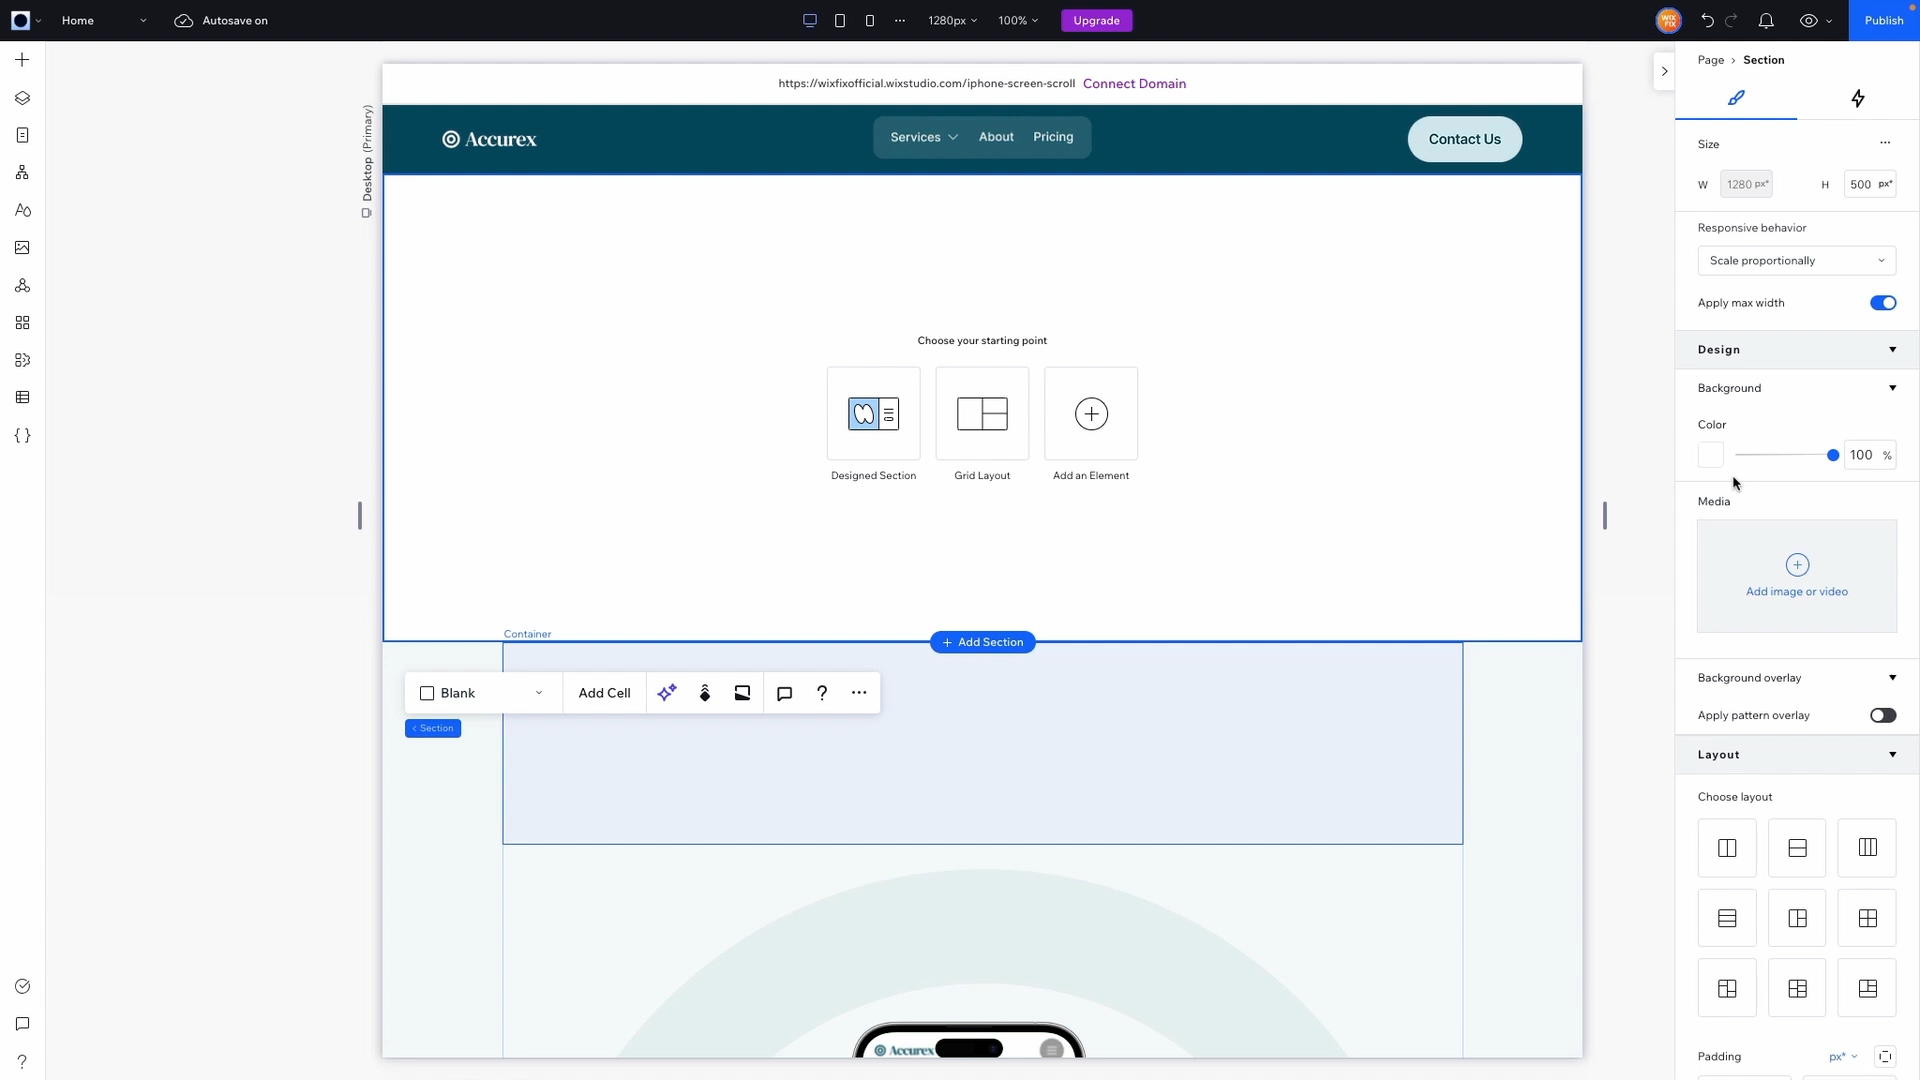 Home
Autosave on
1280px
100%
Upgrade
WIX FIX
Publish
Page › Section
https://wixfixofficial.wixstudio.com/iphone-screen-scroll Connect Domain
Desktop (Primary)
Accurex
Services
About
Pricing
Contact Us
Choose your starting point
Designed Section
Grid Layout
Add an Element
Container
+ Add Section
Blank
Add Cell
?
< Section
Accurex
Size
W 1280 px* H 500 px*
Responsive behavior
Scale proportionally
Apply max width
Design
Background
Color
100 %
Media
Add image or video
Background overlay
Apply pattern overlay
Layout
Choose layout
Padding px*